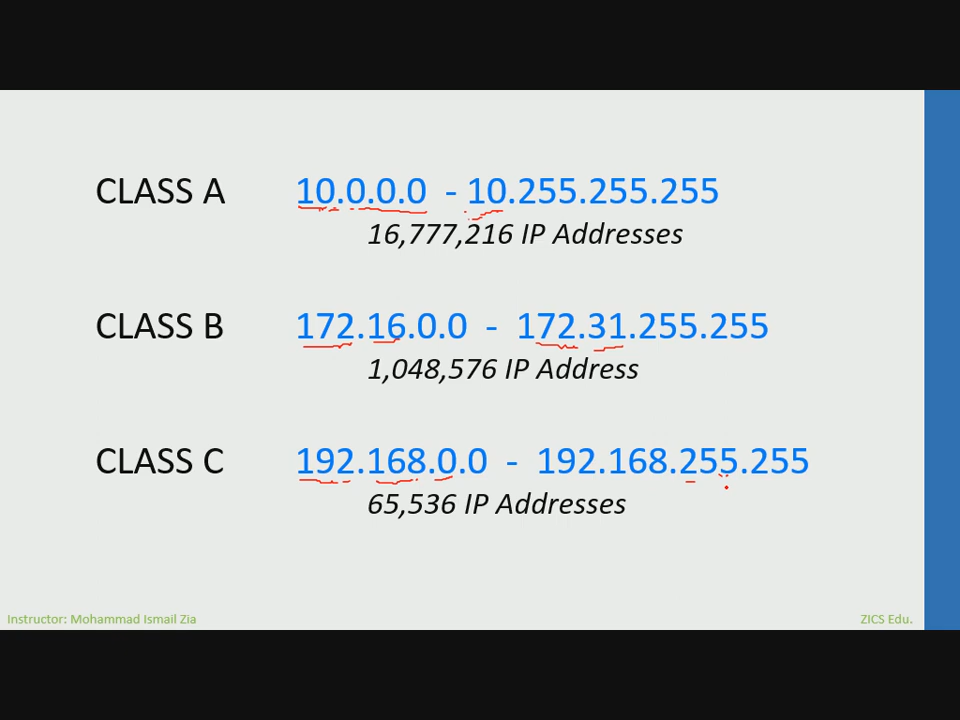 CLASS A 10.0.0.0 - 10.255.255.255
16,777,216 IP Addresses
CLASS B 172.16.0.0 - 172.31.255.255
1,048,576 IP Address
CLASS C 192.168.0.0 - 192.168.255.255
65,536 IP Addresses
Instructor: Mohammad Ismail Zia ZICS Edu.